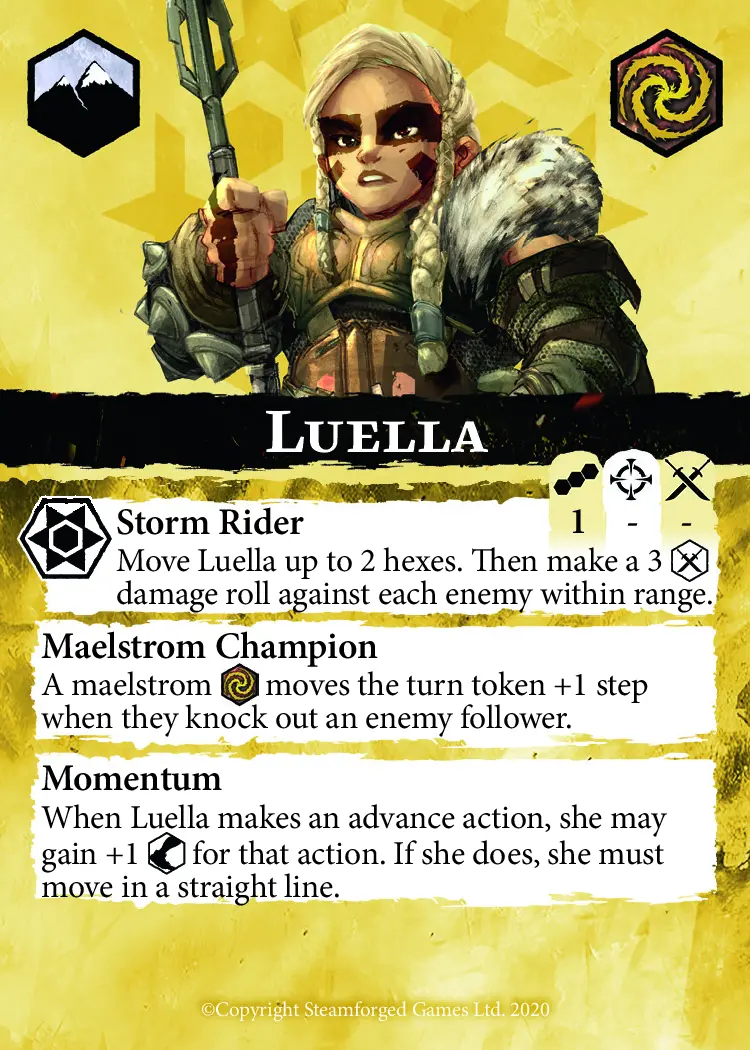 LUELLA
Storm Rider
1 - -
Move Luella up to 2 hexes. Then make a 3
damage roll against each enemy within range.
Maelstrom Champion
A maelstrom moves the turn token +1 step
when they knock out an enemy follower.
Momentum
When Luella makes an advance action, she may
gain +1 for that action. If she does, she must
move in a straight line.
©Copyright Steamforged Games Ltd. 2020